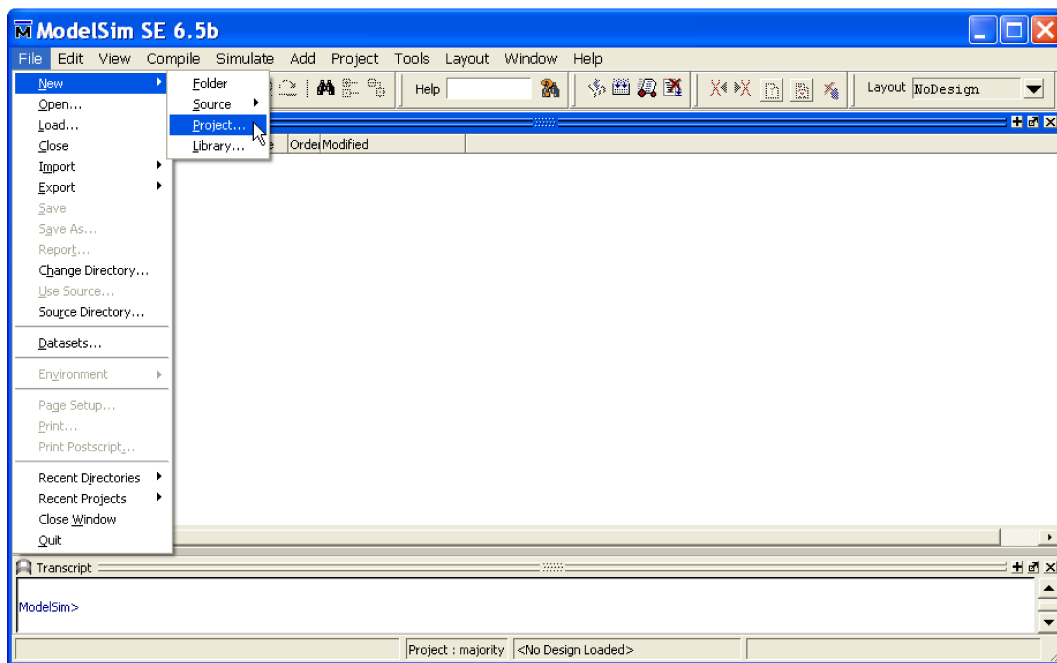 ModelSim SE 6.5b
File Edit View Compile Simulate Add Project Tools Layout Window Help
Help
Layout NoDesign
New
Open...
Load...
Close
Import
Export
Save
Save As...
Report...
Change Directory...
Use Source...
Source Directory...
Datasets...
Environment
Page Setup...
Print...
Print Postscript...
Recent Directories
Recent Projects
Close Window
Quit
Folder
Source
Project...
Library...
Order Modified
Transcript
ModelSim>
Project : majority <No Design Loaded>